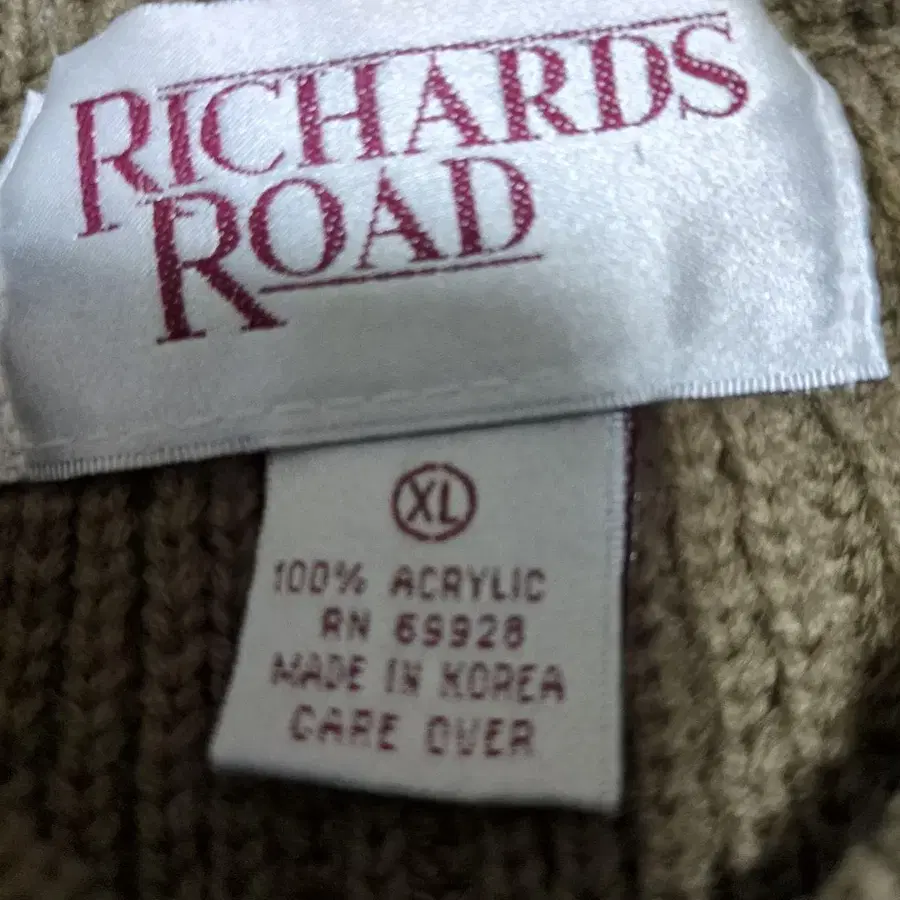 RICHARDS
ROAD
XL
100% ACRYLIC
RN 69928
MADE IN KOREA
CARE OVER